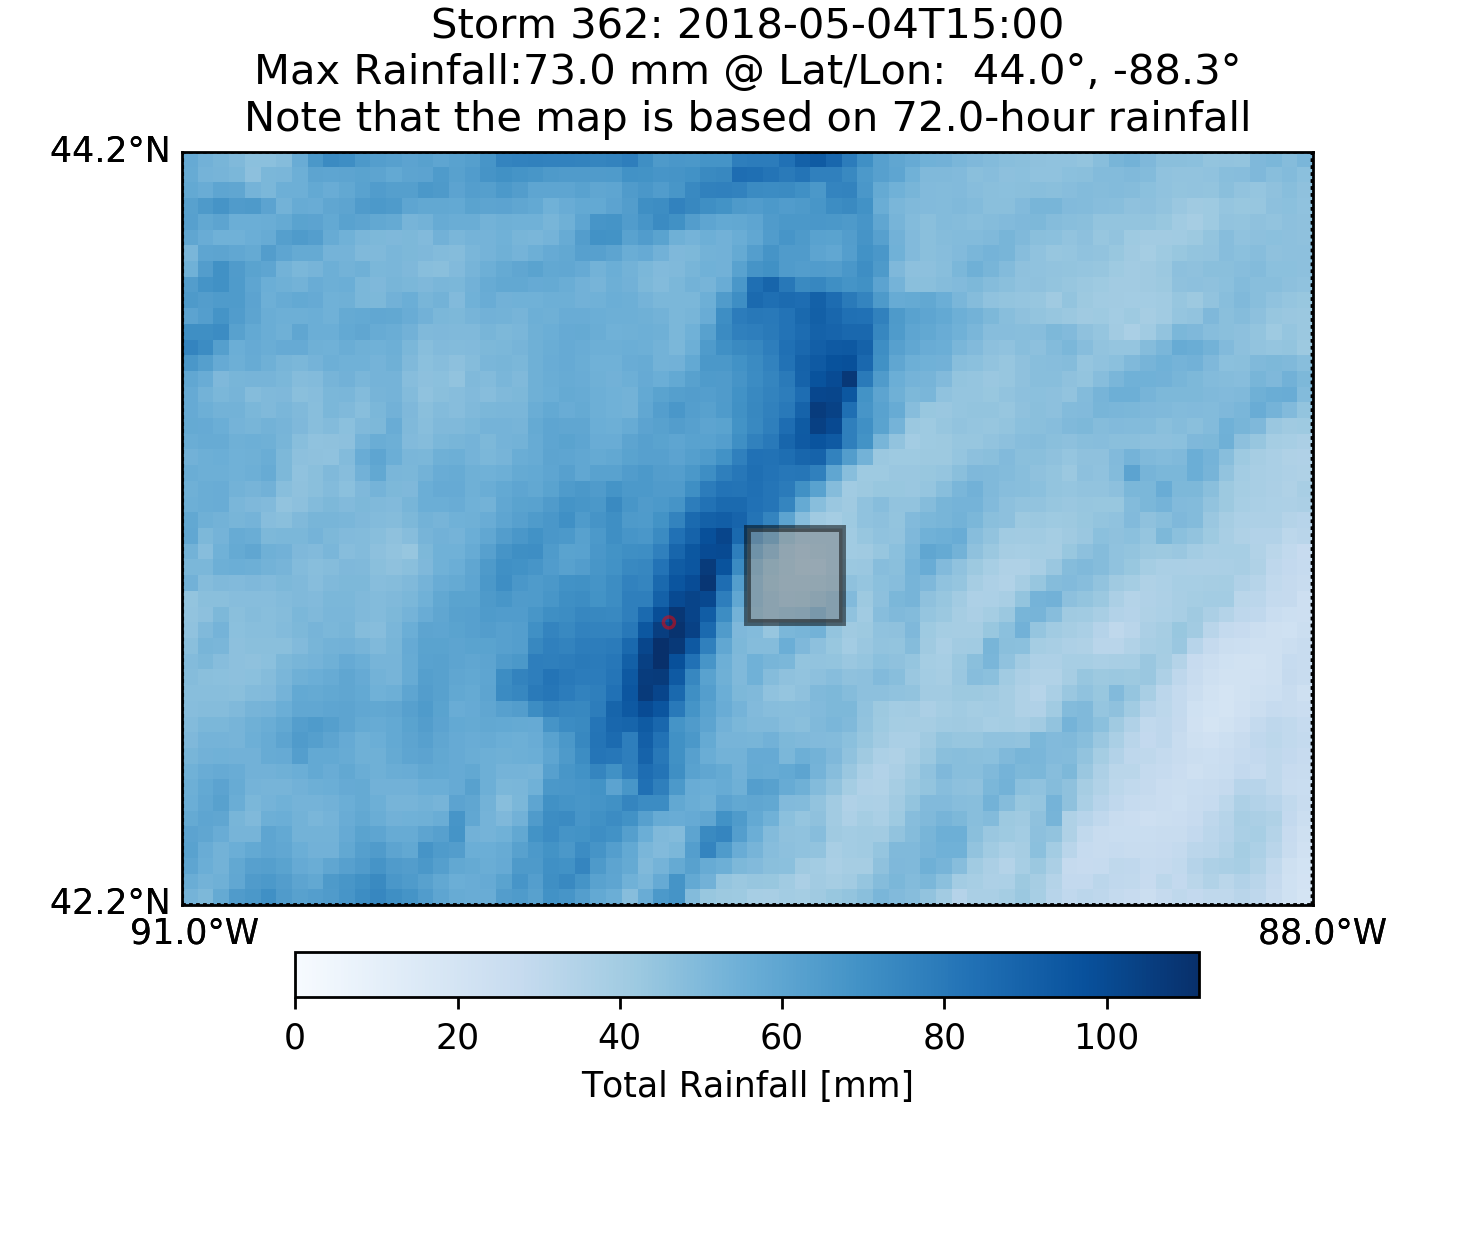 Storm 362: 2018-05-04T15:00
Max Rainfall:73.0 mm @ Lat/Lon:  44.0°, -88.3°
Note that the map is based on 72.0-hour rainfall
44.2°N
42.2°N
91.0°W 88.0°W
0 20 40 60 80 100
Total Rainfall [mm]